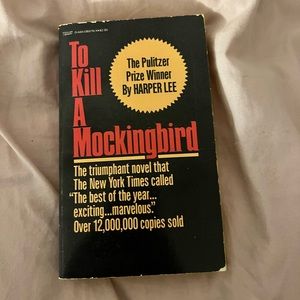 To
Kill
A
Mockingbird
The Pulitzer
Prize Winner
By HARPER LEE
The triumphant novel that
The New York Times called
"The best of the year...
exciting...marvelous."
Over 12,000,000 copies sold